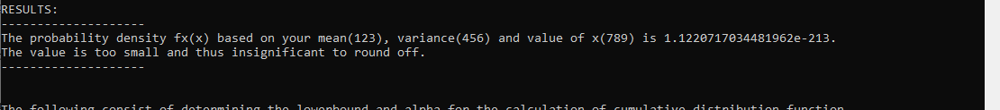 RESULTS:
--------------------
The probability density fx(x) based on your mean(123), variance(456) and value of x(789) is 1.1220717034481962e-213.
The value is too small and thus insignificant to round off.
--------------------
The following consist of determining the lowerbound and alpha for the calculation of cumulative distribution function